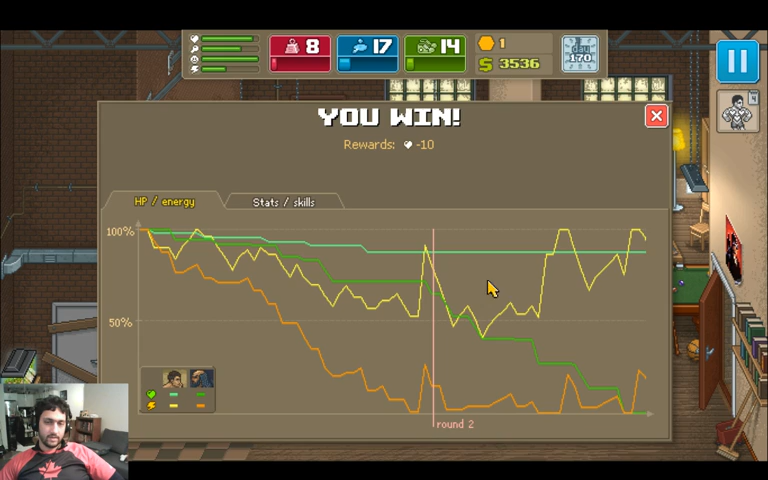 8
17
14
1
$ 3536
day
170
4
YOU WIN!
Rewards: -10
HP / energy
Stats / skills
100%
50%
round 2